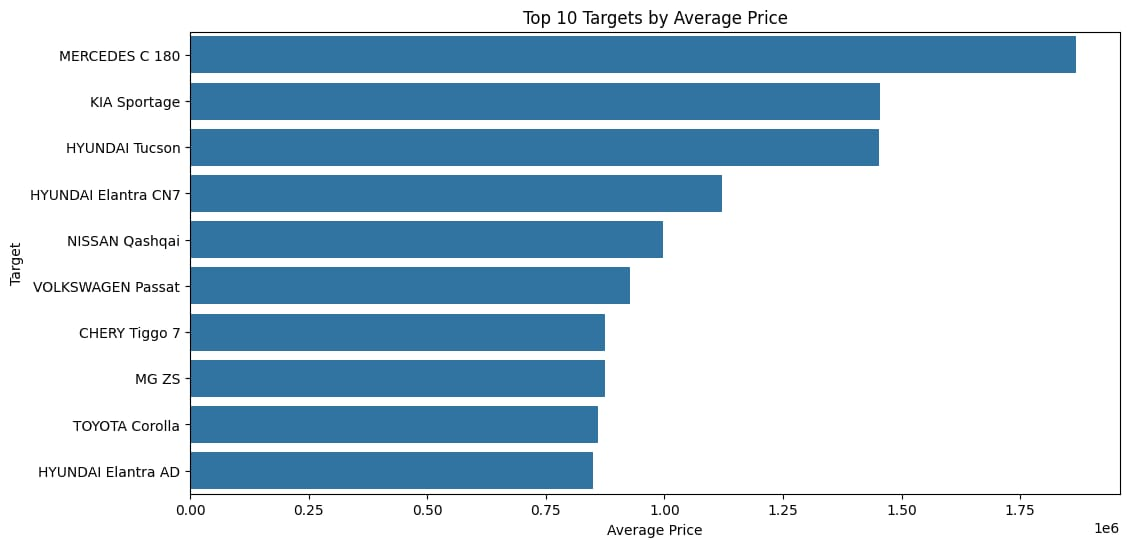 Top 10 Targets by Average Price
MERCEDES C 180
KIA Sportage
HYUNDAI Tucson
HYUNDAI Elantra CN7
NISSAN Qashqai
VOLKSWAGEN Passat
CHERY Tiggo 7
MG ZS
TOYOTA Corolla
HYUNDAI Elantra AD
Target
0.00 0.25 0.50 0.75 1.00 1.25 1.50 1.75
1e6
Average Price